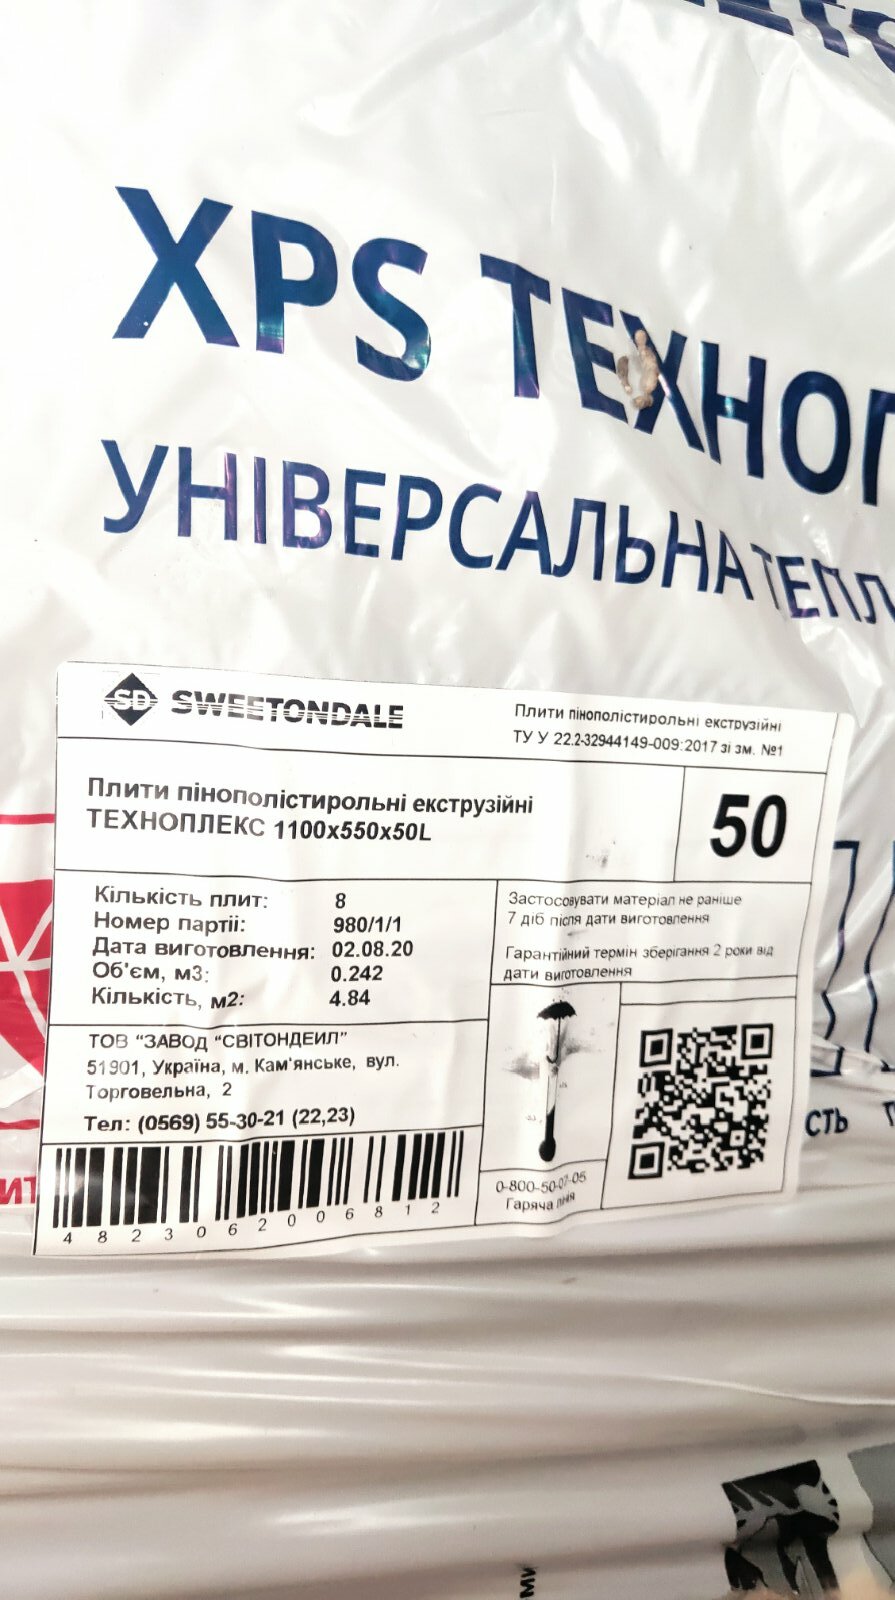 XPS ТЕХНОП
УНІВЕРСАЛЬНА ТЕПЛ
SD SWEETONDALE
Плити пінополістирольні екструзійні
ТУ У 22.2-32944149-009:2017 зі зм. №1
Плити пінополістирольні екструзійні
ТЕХНОПЛЕКС 1100x550x50L
50
Кількість плит: 8
Номер партії: 980/1/1
Дата виготовлення: 02.08.20
Об'єм, м3: 0.242
Кількість, м2: 4.84
Застосовувати матеріал не раніше
7 діб після дати виготовлення
Гарантійний термін зберігання 2 роки від
дати виготовлення
ТОВ "ЗАВОД "СВІТОНДЕЙЛ"
51901, Україна, м. Кам'янське, вул.
Торговельна, 2
Тел: (0569) 55-30-21 (22,23)
4823062006812
0-800-50-07-05
Гаряча лінія
СТЬ
ИТ